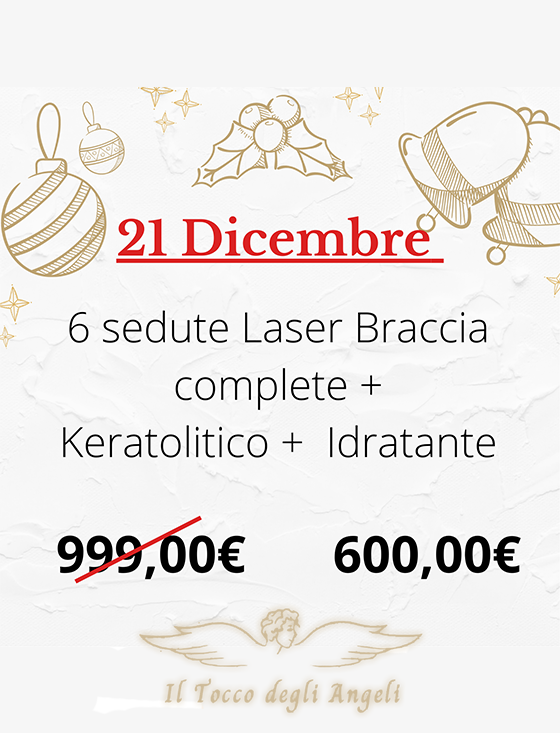 21 Dicembre
6 sedute Laser Braccia
complete +
Keratolitico + Idratante
999,00€ 600,00€
Il Tocco degli Angeli